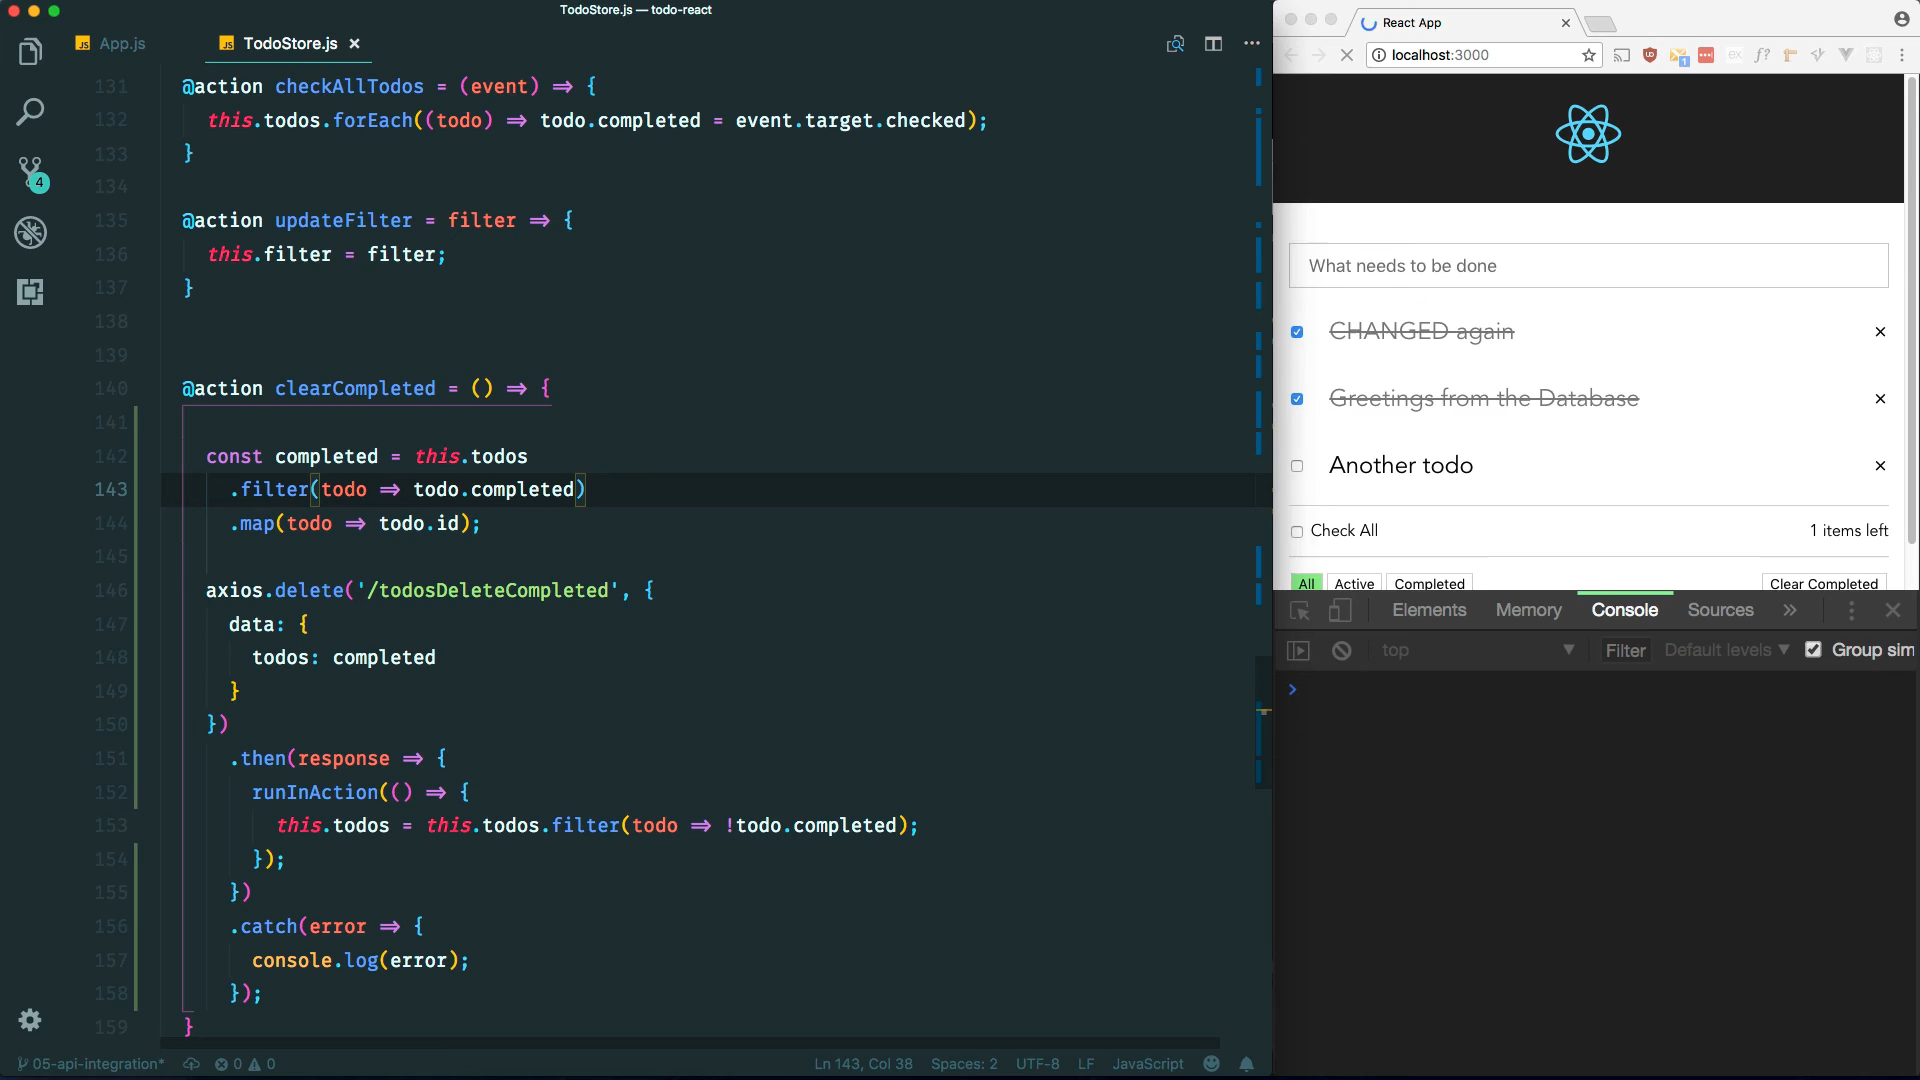 TodoStore.js — todo-react
App.js
TodoStore.js
131 @action checkAllTodos = (event) => {
132 this.todos.forEach((todo) => todo.completed = event.target.checked);
133 }
134
135 @action updateFilter = filter => {
136 this.filter = filter;
137 }
138
139
140 @action clearCompleted = () => {
141
142 const completed = this.todos
143 .filter(todo => todo.completed)
144 .map(todo => todo.id);
145
146 axios.delete('/todosDeleteCompleted', {
147 data: {
148 todos: completed
149 }
150 })
151 .then(response => {
152 runInAction(() => {
153 this.todos = this.todos.filter(todo => !todo.completed);
154 });
155 })
156 .catch(error => {
157 console.log(error);
158 });
159 }
4
05-api-integration* 0 0 Ln 143, Col 38 Spaces: 2 UTF-8 LF JavaScript
React App
localhost:3000
1
f?
What needs to be done
CHANGED again
Greetings from the Database
Another todo
Check All 1 items left
All Active Completed Clear Completed
Elements Memory Console Sources »
top Filter Default levels Group sim